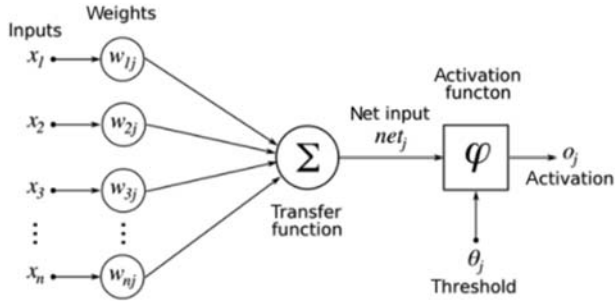 Inputs
Weights
x1
w1j
x2
w2j
x3
w3j
⋮
⋮
xn
wnj
Σ
Transfer
function
Net input
netj
Activation
functon
φ
oj
Activation
θj
Threshold